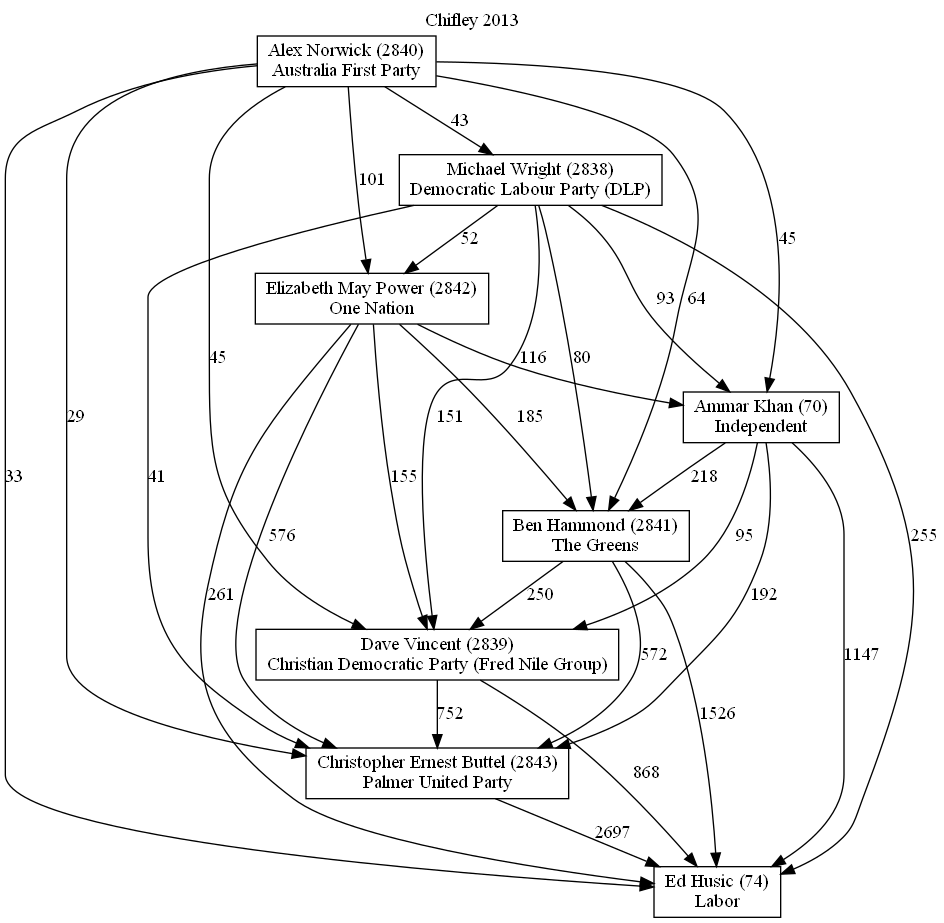 Chifley 2013
Alex Norwick (2840)
Australia First Party
43
Michael Wright (2838)
Democratic Labour Party (DLP)
101
52
45
Elizabeth May Power (2842)
One Nation
93
64
45
116
80
Ammar Khan (70)
Independent
29
151
185
33
41
155
218
Ben Hammond (2841)
The Greens
576
95
255
261
250
192
Dave Vincent (2839)
Christian Democratic Party (Fred Nile Group)
572
1147
752
1526
Christopher Ernest Buttel (2843)
Palmer United Party
868
2697
Ed Husic (74)
Labor